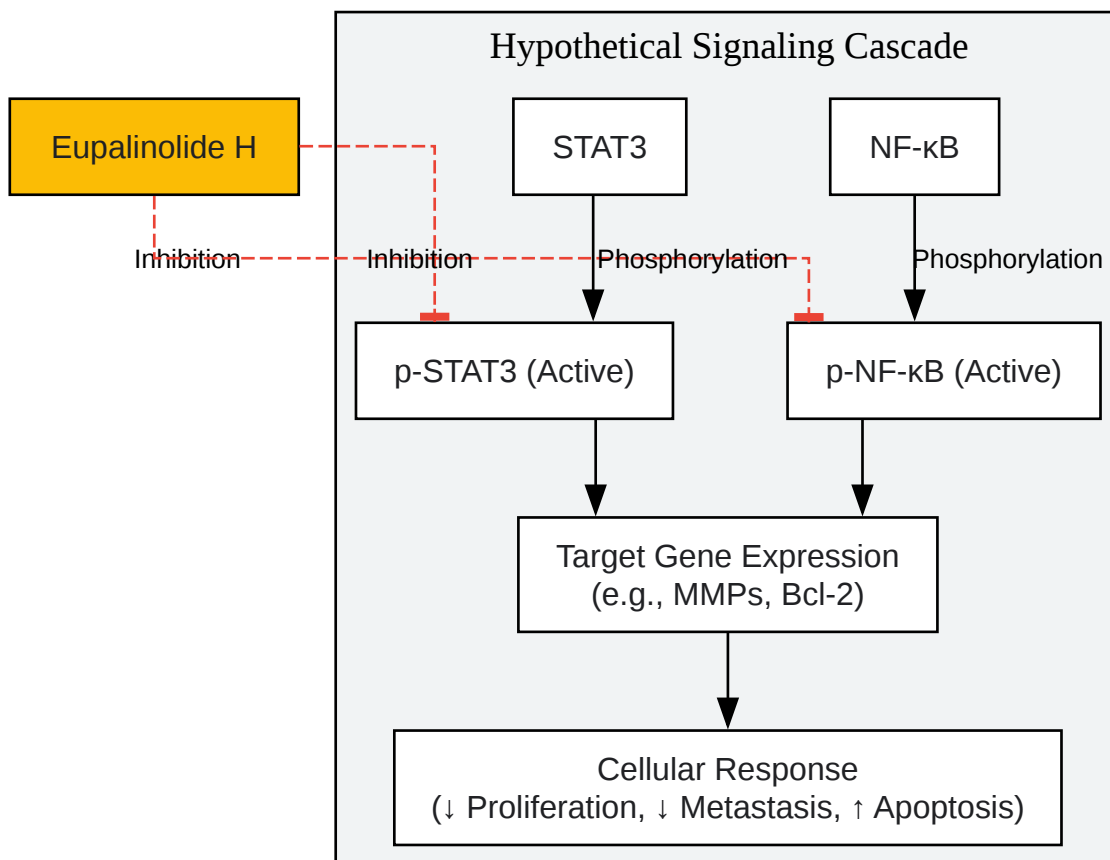 Hypothetical Signaling Cascade
Eupalinolide H
STAT3
NF-κB
Inhibition
Inhibition
Phosphorylation
Phosphorylation
p-STAT3 (Active)
p-NF-κB (Active)
Target Gene Expression
(e.g., MMPs, Bcl-2)
Cellular Response
(↓ Proliferation, ↓ Metastasis, ↑ Apoptosis)